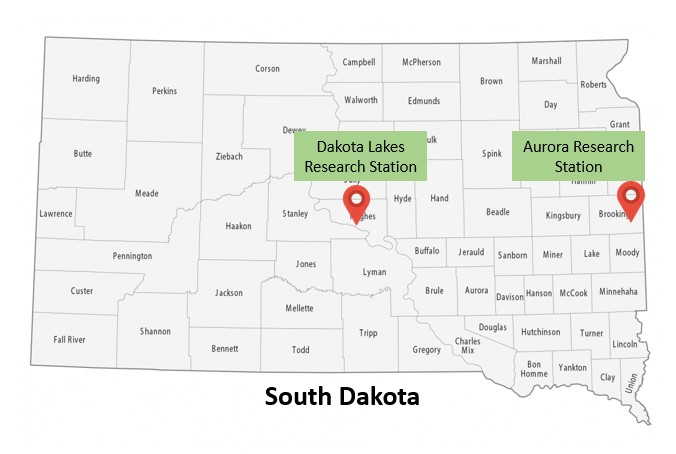 Harding
Perkins
Corson
Campbell
McPherson
Brown
Marshall
Roberts
Walworth
Edmunds
Day
Grant
Butte
Ziebach
Dewey
Dakota Lakes
Research Station
Spink
Aurora Research
Station
Hamlin
Meade
Lawrence
Haakon
Stanley
Hyde
Hand
Beadle
Kingsbury
Pennington
Jones
Lyman
Buffalo
Jerauld
Sanborn
Miner
Lake
Moody
Custer
Jackson
Mellette
Brule
Aurora
Davison
Hanson
McCook
Minnehaha
Fall River
Shannon
Bennett
Todd
Tripp
Gregory
Charles
Mix
Douglas
Hutchinson
Turner
Lincoln
Bon
Homme
Yankton
Clay
Union
South Dakota